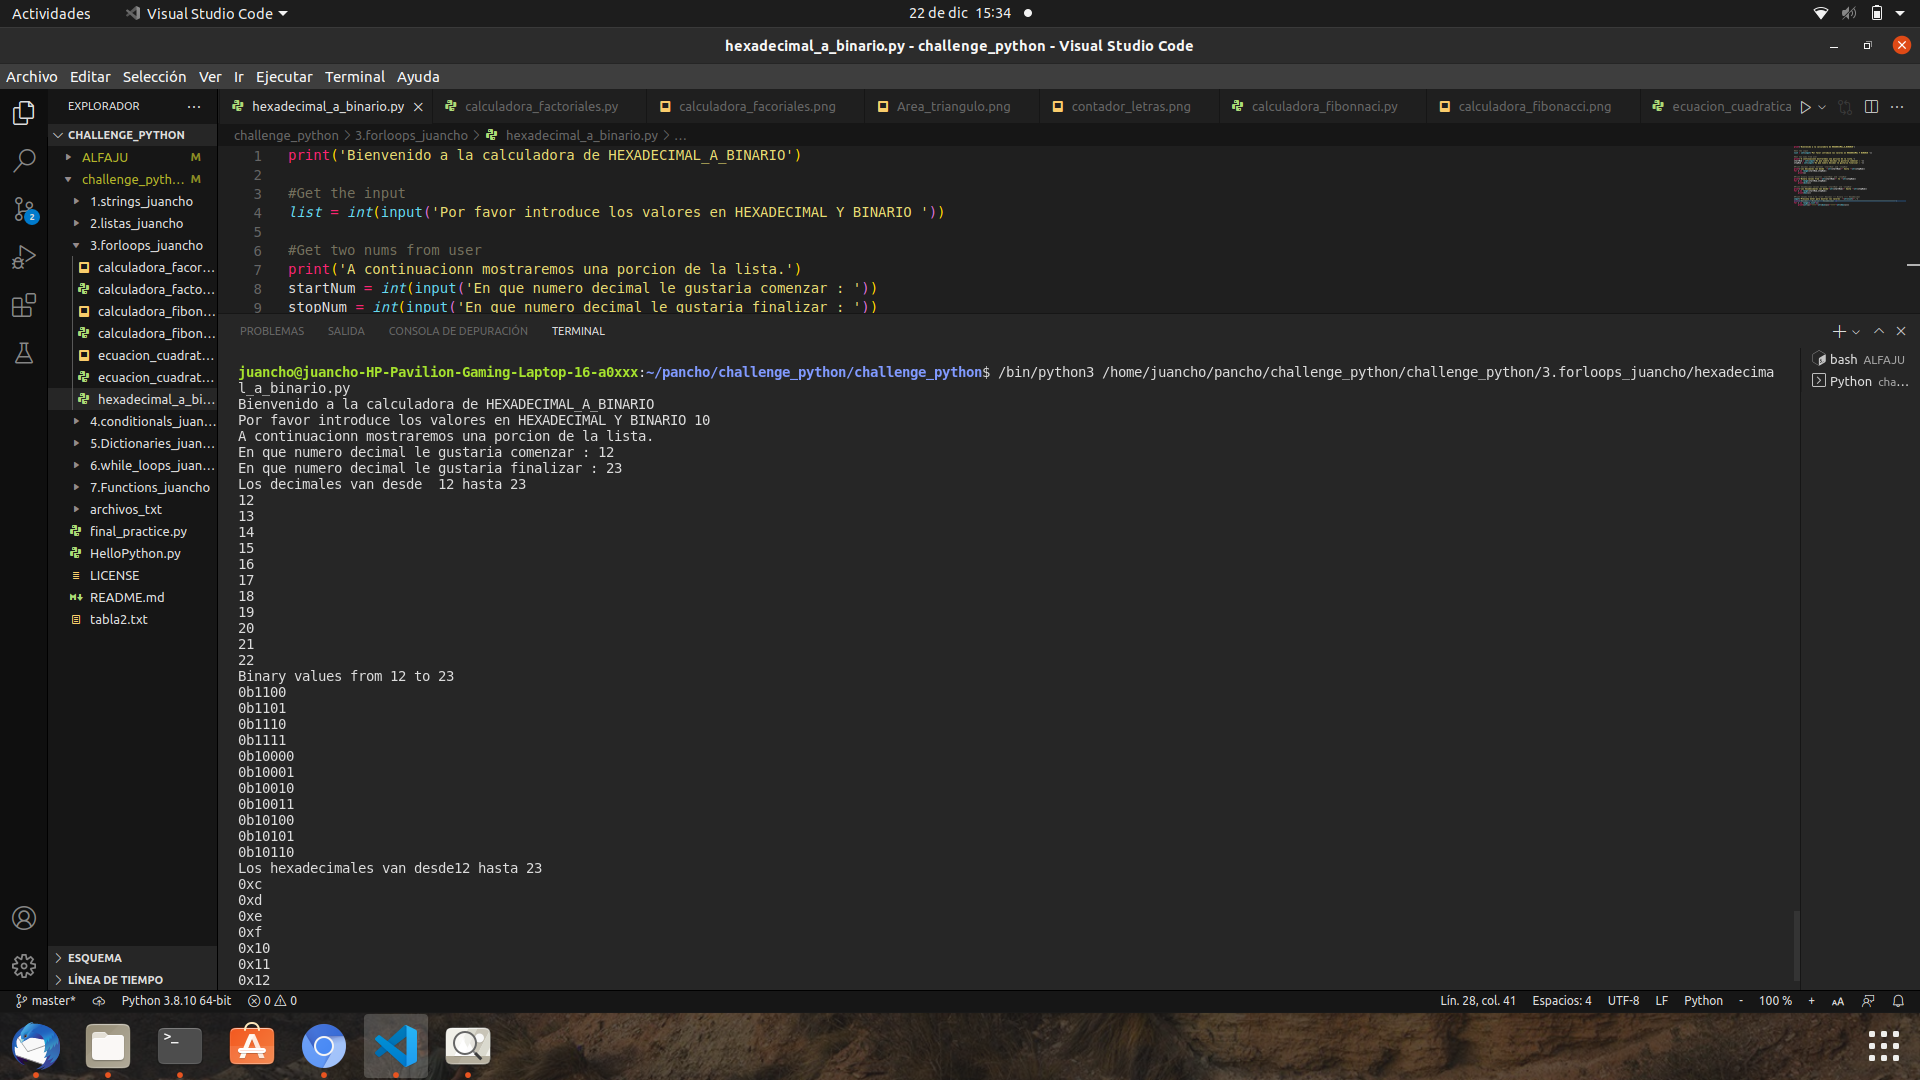 Actividades
Visual Studio Code
22 de dic 15:34
hexadecimal_a_binario.py - challenge_python - Visual Studio Code
Archivo Editar Selección Ver Ir Ejecutar Terminal Ayuda
EXPLORADOR
hexadecimal_a_binario.py
calculadora_factoriales.py
calculadora_facoriales.png
Area_triangulo.png
contador_letras.png
calculadora_fibonnaci.py
calculadora_fibonacci.png
ecuacion_cuadratica
CHALLENGE_PYTHON
ALFAJU M
challenge_pyth... M
1.strings_juancho
2.listas_juancho
3.forloops_juancho
calculadora_facor...
calculadora_facto...
calculadora_fibon...
calculadora_fibon...
ecuacion_cuadrat...
ecuacion_cuadrat...
hexadecimal_a_bi...
4.conditionals_juan...
5.Dictionaries_juan...
6.while_loops_juan...
7.Functions_juancho
archivos_txt
final_practice.py
HelloPython.py
LICENSE
README.md
tabla2.txt
2
ESQUEMA
LÍNEA DE TIEMPO
challenge_python > 3.forloops_juancho > hexadecimal_a_binario.py > ...
1 print('Bienvenido a la calculadora de HEXADECIMAL_A_BINARIO')
2
3 #Get the input
4 list = int(input('Por favor introduce los valores en HEXADECIMAL Y BINARIO '))
5
6 #Get two nums from user
7 print('A continuacionn mostraremos una porcion de la lista.')
8 startNum = int(input('En que numero decimal le gustaria comenzar : '))
9 stopNum = int(input('En que numero decimal le gustaria finalizar : '))
PROBLEMAS SALIDA CONSOLA DE DEPURACIÓN TERMINAL
bash ALFAJU
Python cha...
juancho@juancho-HP-Pavilion-Gaming-Laptop-16-a0xxx:~/pancho/challenge_python/challenge_python$ /bin/python3 /home/juancho/pancho/challenge_python/challenge_python/3.forloops_juancho/hexadecima
l_a_binario.py
Bienvenido a la calculadora de HEXADECIMAL_A_BINARIO
Por favor introduce los valores en HEXADECIMAL Y BINARIO 10
A continuacionn mostraremos una porcion de la lista.
En que numero decimal le gustaria comenzar : 12
En que numero decimal le gustaria finalizar : 23
Los decimales van desde  12 hasta 23
12
13
14
15
16
17
18
19
20
21
22
Binary values from 12 to 23
0b1100
0b1101
0b1110
0b1111
0b10000
0b10001
0b10010
0b10011
0b10100
0b10101
0b10110
Los hexadecimales van desde12 hasta 23
0xc
0xd
0xe
0xf
0x10
0x11
0x12
master* Python 3.8.10 64-bit 0 0
Lín. 28, col. 41 Espacios: 4 UTF-8 LF Python - 100 % +